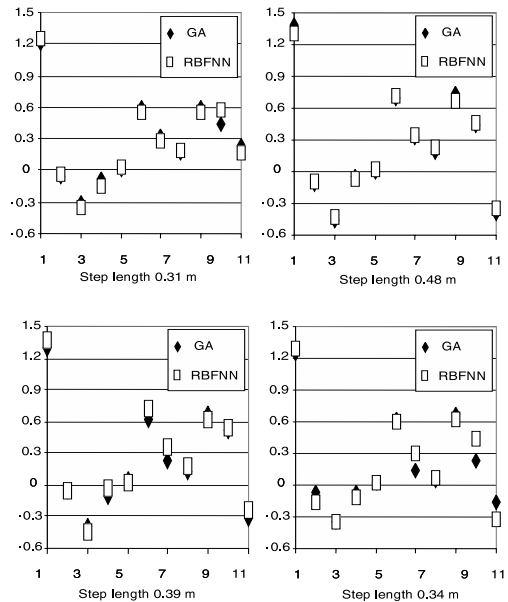 1.5
1.2
0.9
0.6
0.3
0
-0.3
-0.6
GA
RBFNN
1 3 5 7 9 11
Step length 0.31 m
1.5
1.2
0.9
0.6
0.3
0
-0.3
-0.6
GA
RBFNN
1 3 5 7 9 11
Step length 0.48 m
1.5
1.2
0.9
0.6
0.3
0
-0.3
-0.6
GA
RBFNN
1 3 5 7 9 11
Step length 0.39 m
1.5
1.2
0.9
0.6
0.3
0
-0.3
-0.6
GA
RBFNN
1 3 5 7 9 11
Step length 0.34 m